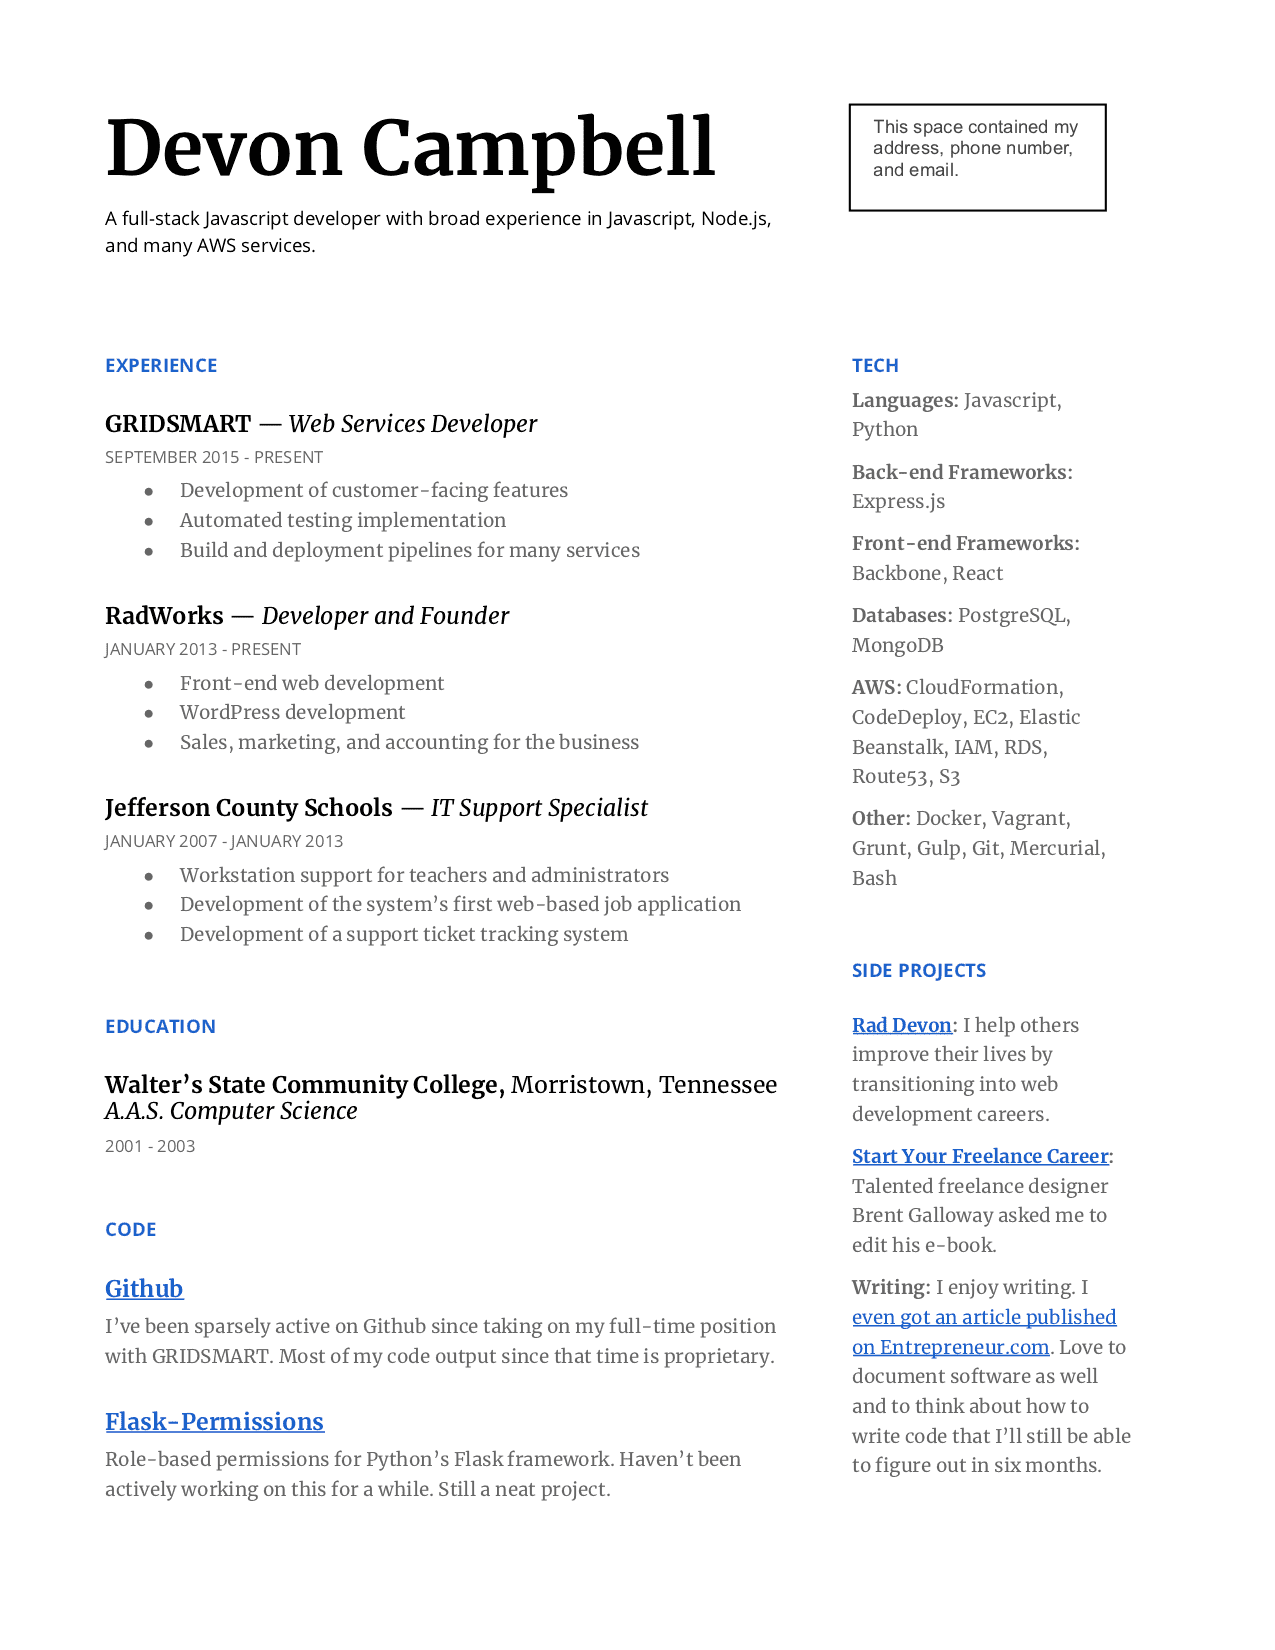 Devon Campbell
A full-stack Javascript developer with broad experience in Javascript, Node.js,
and many AWS services.
This space contained my
address, phone number,
and email.
EXPERIENCE
GRIDSMART — Web Services Developer
SEPTEMBER 2015 - PRESENT
● Development of customer-facing features
● Automated testing implementation
● Build and deployment pipelines for many services
RadWorks — Developer and Founder
JANUARY 2013 - PRESENT
● Front-end web development
● WordPress development
● Sales, marketing, and accounting for the business
Jefferson County Schools — IT Support Specialist
JANUARY 2007 - JANUARY 2013
● Workstation support for teachers and administrators
● Development of the system’s first web-based job application
● Development of a support ticket tracking system
EDUCATION
Walter’s State Community College, Morristown, Tennessee
A.A.S. Computer Science
2001 - 2003
CODE
Github
I’ve been sparsely active on Github since taking on my full-time position
with GRIDSMART. Most of my code output since that time is proprietary.
Flask-Permissions
Role-based permissions for Python’s Flask framework. Haven’t been
actively working on this for a while. Still a neat project.
TECH
Languages: Javascript,
Python
Back-end Frameworks:
Express.js
Front-end Frameworks:
Backbone, React
Databases: PostgreSQL,
MongoDB
AWS: CloudFormation,
CodeDeploy, EC2, Elastic
Beanstalk, IAM, RDS,
Route53, S3
Other: Docker, Vagrant,
Grunt, Gulp, Git, Mercurial,
Bash
SIDE PROJECTS
Rad Devon: I help others
improve their lives by
transitioning into web
development careers.
Start Your Freelance Career:
Talented freelance designer
Brent Galloway asked me to
edit his e-book.
Writing: I enjoy writing. I
even got an article published
on Entrepreneur.com. Love to
document software as well
and to think about how to
write code that I’ll still be able
to figure out in six months.